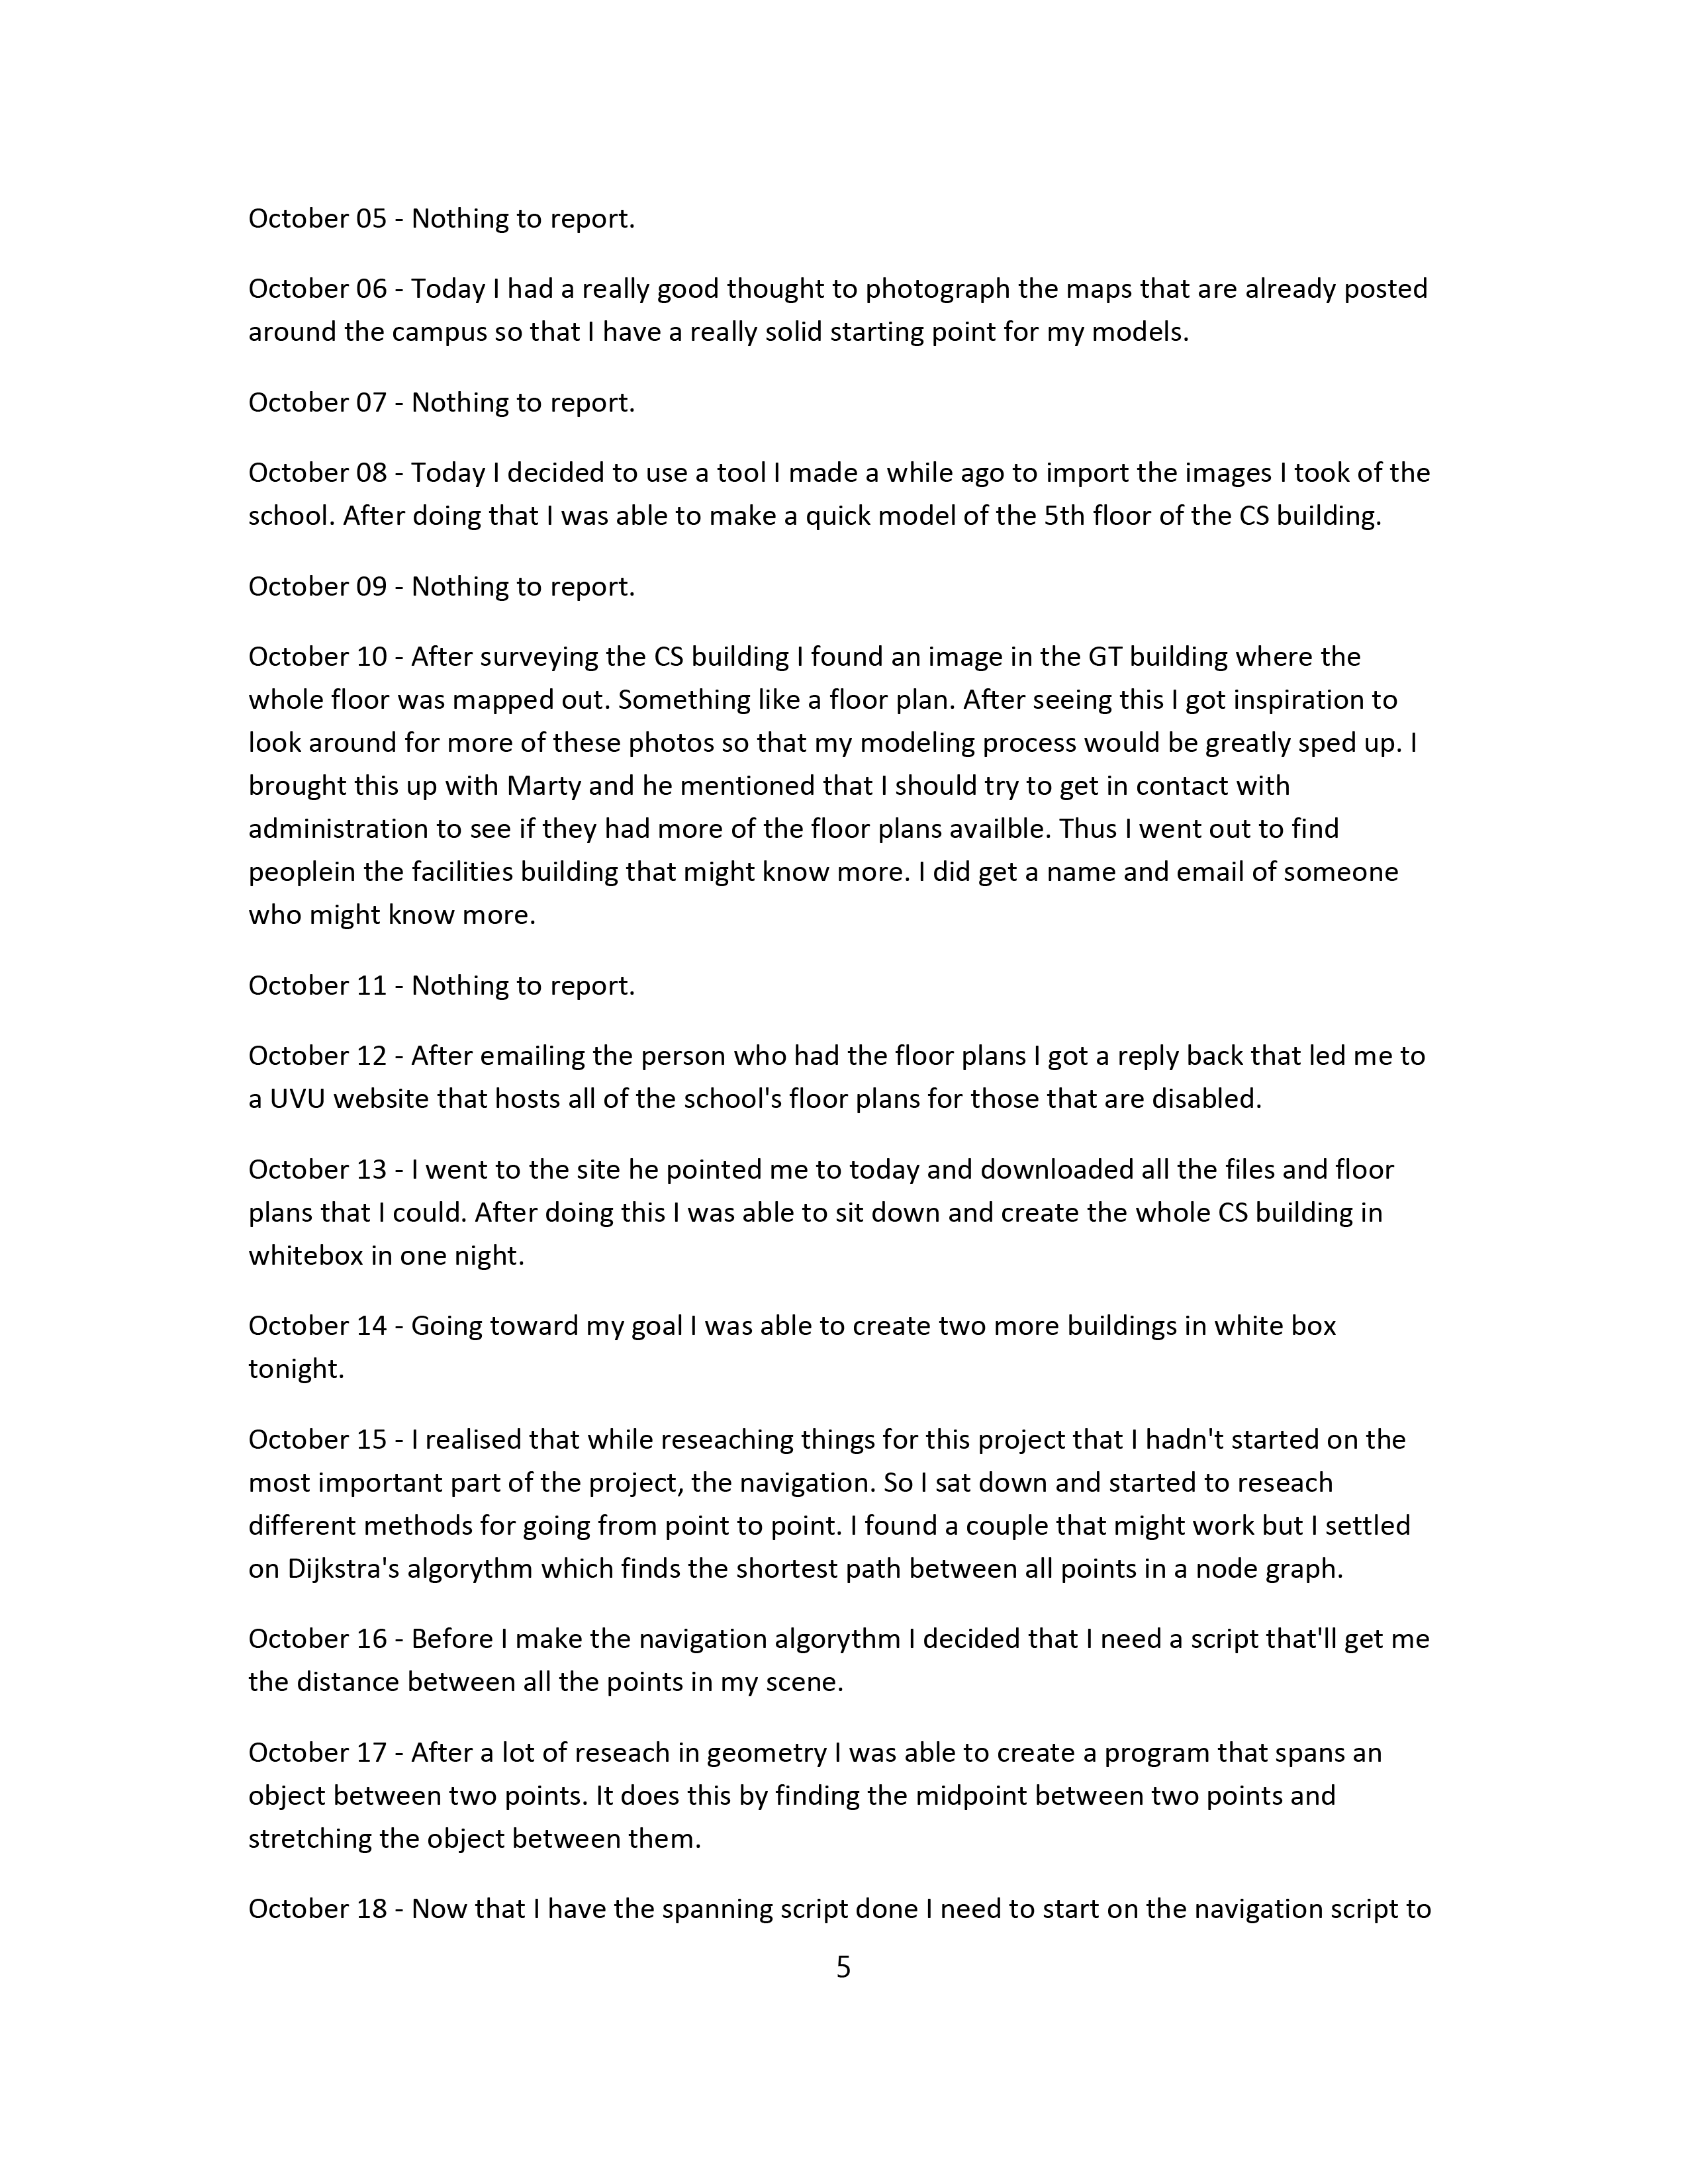 October 05 - Nothing to report.
October 06 - Today I had a really good thought to photograph the maps that are already posted
around the campus so that I have a really solid starting point for my models.
October 07 - Nothing to report.
October 08 - Today I decided to use a tool I made a while ago to import the images I took of the
school. After doing that I was able to make a quick model of the 5th floor of the CS building.
October 09 - Nothing to report.
October 10 - After surveying the CS building I found an image in the GT building where the
whole floor was mapped out. Something like a floor plan. After seeing this I got inspiration to
look around for more of these photos so that my modeling process would be greatly sped up. I
brought this up with Marty and he mentioned that I should try to get in contact with
administration to see if they had more of the floor plans availble. Thus I went out to find
peoplein the facilities building that might know more. I did get a name and email of someone
who might know more.
October 11 - Nothing to report.
October 12 - After emailing the person who had the floor plans I got a reply back that led me to
a UVU website that hosts all of the school's floor plans for those that are disabled.
October 13 - I went to the site he pointed me to today and downloaded all the files and floor
plans that I could. After doing this I was able to sit down and create the whole CS building in
whitebox in one night.
October 14 - Going toward my goal I was able to create two more buildings in white box
tonight.
October 15 - I realised that while reseaching things for this project that I hadn't started on the
most important part of the project, the navigation. So I sat down and started to reseach
different methods for going from point to point. I found a couple that might work but I settled
on Dijkstra's algorythm which finds the shortest path between all points in a node graph.
October 16 - Before I make the navigation algorythm I decided that I need a script that'll get me
the distance between all the points in my scene.
October 17 - After a lot of reseach in geometry I was able to create a program that spans an
object between two points. It does this by finding the midpoint between two points and
stretching the object between them.
October 18 - Now that I have the spanning script done I need to start on the navigation script to
5